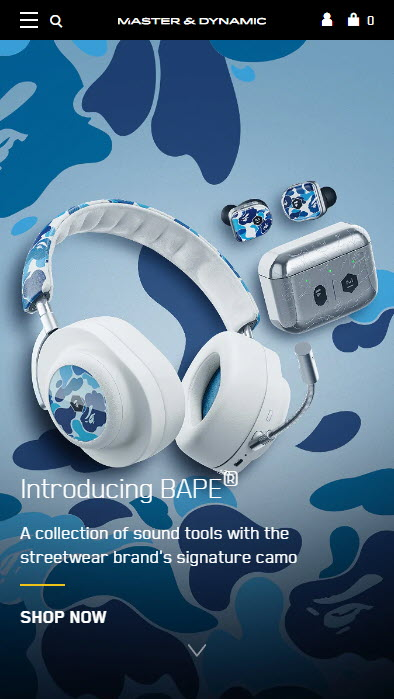 MASTER & DYNAMIC
0
Introducing BAPE®
A collection of sound tools with the
streetwear brand's signature camo
SHOP NOW